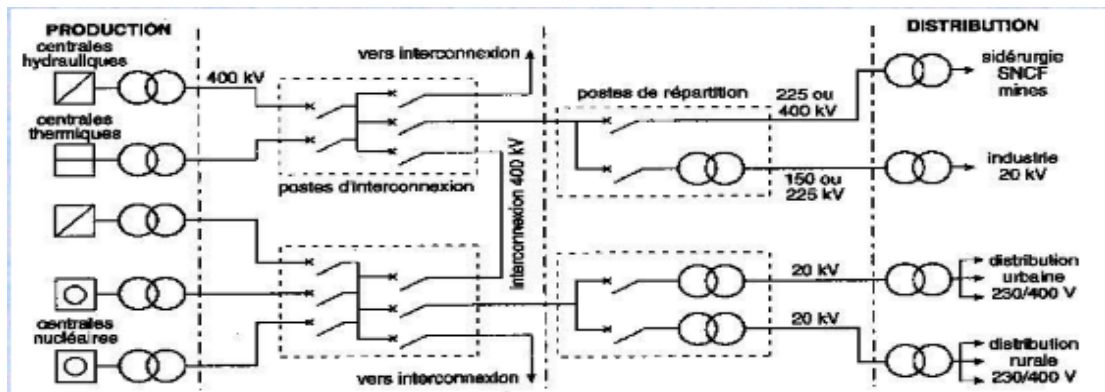 PRODUCTION
centrales
hydrauliques
400 kV
centrales
thermiques
centrales
nucléaires
vers interconnexion
postes d'interconnexion
interconnexion 400 kV
vers interconnexion
postes de répartition
225 ou
400 kV
150 ou
225 kV
20 kV
20 kV
DISTRIBUTION
sidérurgie
SNCF
mines
industrie
20 kV
distribution
urbaine
230/400 V
distribution
rurale
230/400 V